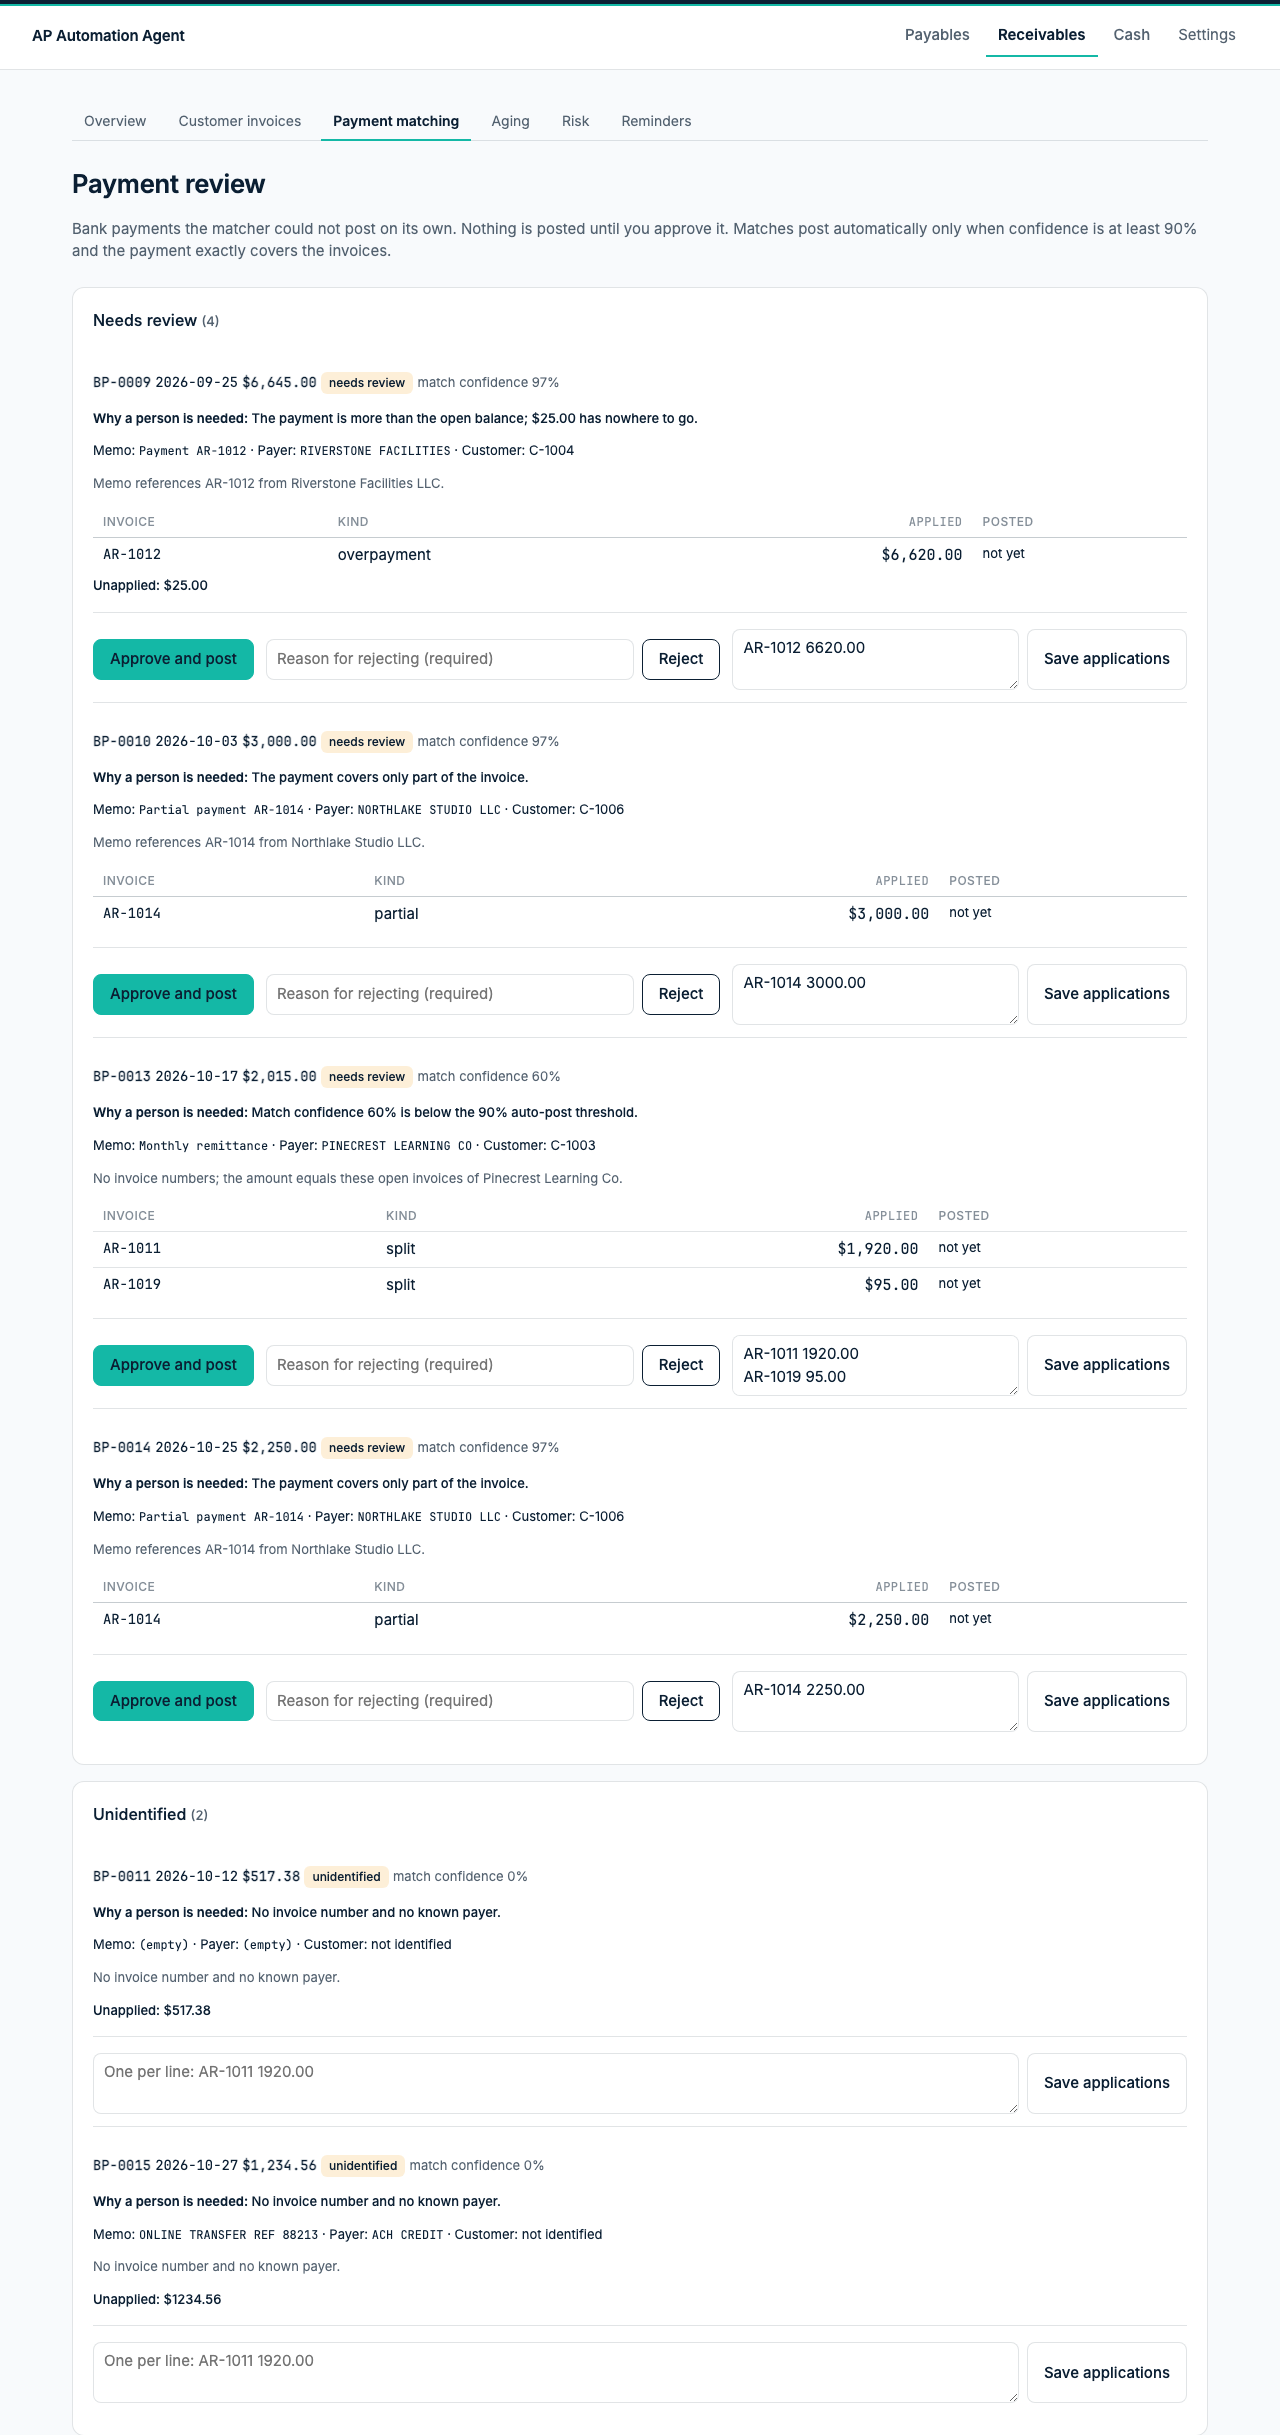 AP Automation Agent
Payables Receivables Cash Settings
Overview Customer invoices Payment matching Aging Risk Reminders
Payment review
Bank payments the matcher could not post on its own. Nothing is posted until you approve it. Matches post automatically only when confidence is at least 90%
and the payment exactly covers the invoices.
Needs review (4)
BP-0009 2026-09-25 $6,645.00 needs review match confidence 97%
Why a person is needed: The payment is more than the open balance; $25.00 has nowhere to go.
Memo: Payment AR-1012 · Payer: RIVERSTONE FACILITIES · Customer: C-1004
Memo references AR-1012 from Riverstone Facilities LLC.
INVOICE KIND APPLIED POSTED
AR-1012 overpayment $6,620.00 not yet
Unapplied: $25.00
Approve and post Reason for rejecting (required) Reject AR-1012 6620.00 Save applications
BP-0010 2026-10-03 $3,000.00 needs review match confidence 97%
Why a person is needed: The payment covers only part of the invoice.
Memo: Partial payment AR-1014 · Payer: NORTHLAKE STUDIO LLC · Customer: C-1006
Memo references AR-1014 from Northlake Studio LLC.
INVOICE KIND APPLIED POSTED
AR-1014 partial $3,000.00 not yet
Approve and post Reason for rejecting (required) Reject AR-1014 3000.00 Save applications
BP-0013 2026-10-17 $2,015.00 needs review match confidence 60%
Why a person is needed: Match confidence 60% is below the 90% auto-post threshold.
Memo: Monthly remittance · Payer: PINECREST LEARNING CO · Customer: C-1003
No invoice numbers; the amount equals these open invoices of Pinecrest Learning Co.
INVOICE KIND APPLIED POSTED
AR-1011 split $1,920.00 not yet
AR-1019 split $95.00 not yet
Approve and post Reason for rejecting (required) Reject AR-1011 1920.00
AR-1019 95.00 Save applications
BP-0014 2026-10-25 $2,250.00 needs review match confidence 97%
Why a person is needed: The payment covers only part of the invoice.
Memo: Partial payment AR-1014 · Payer: NORTHLAKE STUDIO LLC · Customer: C-1006
Memo references AR-1014 from Northlake Studio LLC.
INVOICE KIND APPLIED POSTED
AR-1014 partial $2,250.00 not yet
Approve and post Reason for rejecting (required) Reject AR-1014 2250.00 Save applications
Unidentified (2)
BP-0011 2026-10-12 $517.38 unidentified match confidence 0%
Why a person is needed: No invoice number and no known payer.
Memo: (empty) · Payer: (empty) · Customer: not identified
No invoice number and no known payer.
Unapplied: $517.38
One per line: AR-1011 1920.00 Save applications
BP-0015 2026-10-27 $1,234.56 unidentified match confidence 0%
Why a person is needed: No invoice number and no known payer.
Memo: ONLINE TRANSFER REF 88213 · Payer: ACH CREDIT · Customer: not identified
No invoice number and no known payer.
Unapplied: $1234.56
One per line: AR-1011 1920.00 Save applications